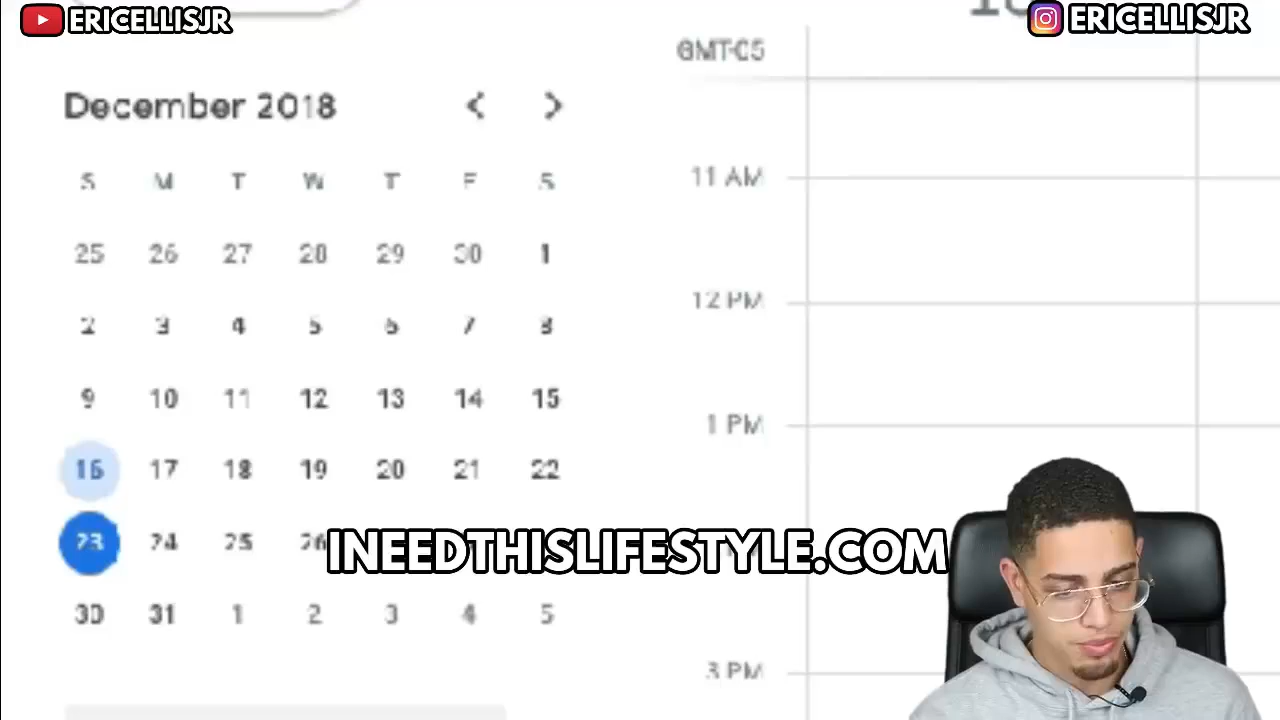 ERICELLISJR
ERICELLISJR
GMT-05
December 2018
S M T W T F S
25 26 27 28 29 30 1
2 3 4 5 6 7 8
9 10 11 12 13 14 15
16 17 18 19 20 21 22
23 24 25 26
30 31 1 2 3 4 5
11 AM
12 PM
1 PM
3 PM
INEEDTHISLIFESTYLE.COM